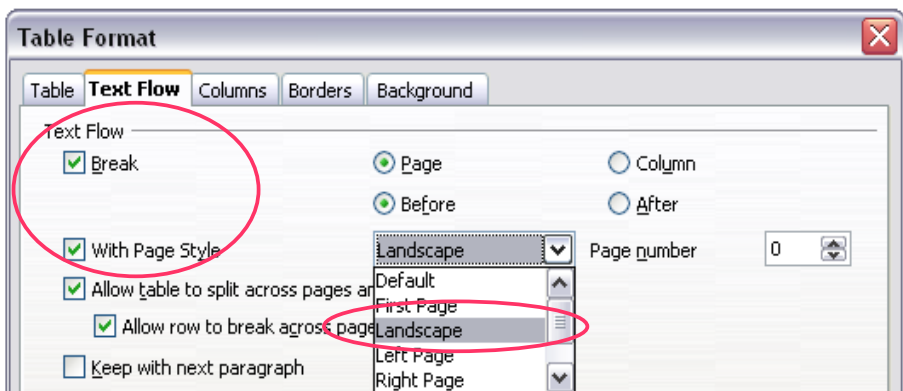 Table Format
Table Text Flow Columns Borders Background
Text Flow
Break Page Column
Before After
With Page Style Landscape Page number 0
Default
Allow table to split across pages
First Page
Allow row to break across page Landscape
Left Page
Keep with next paragraph
Right Page